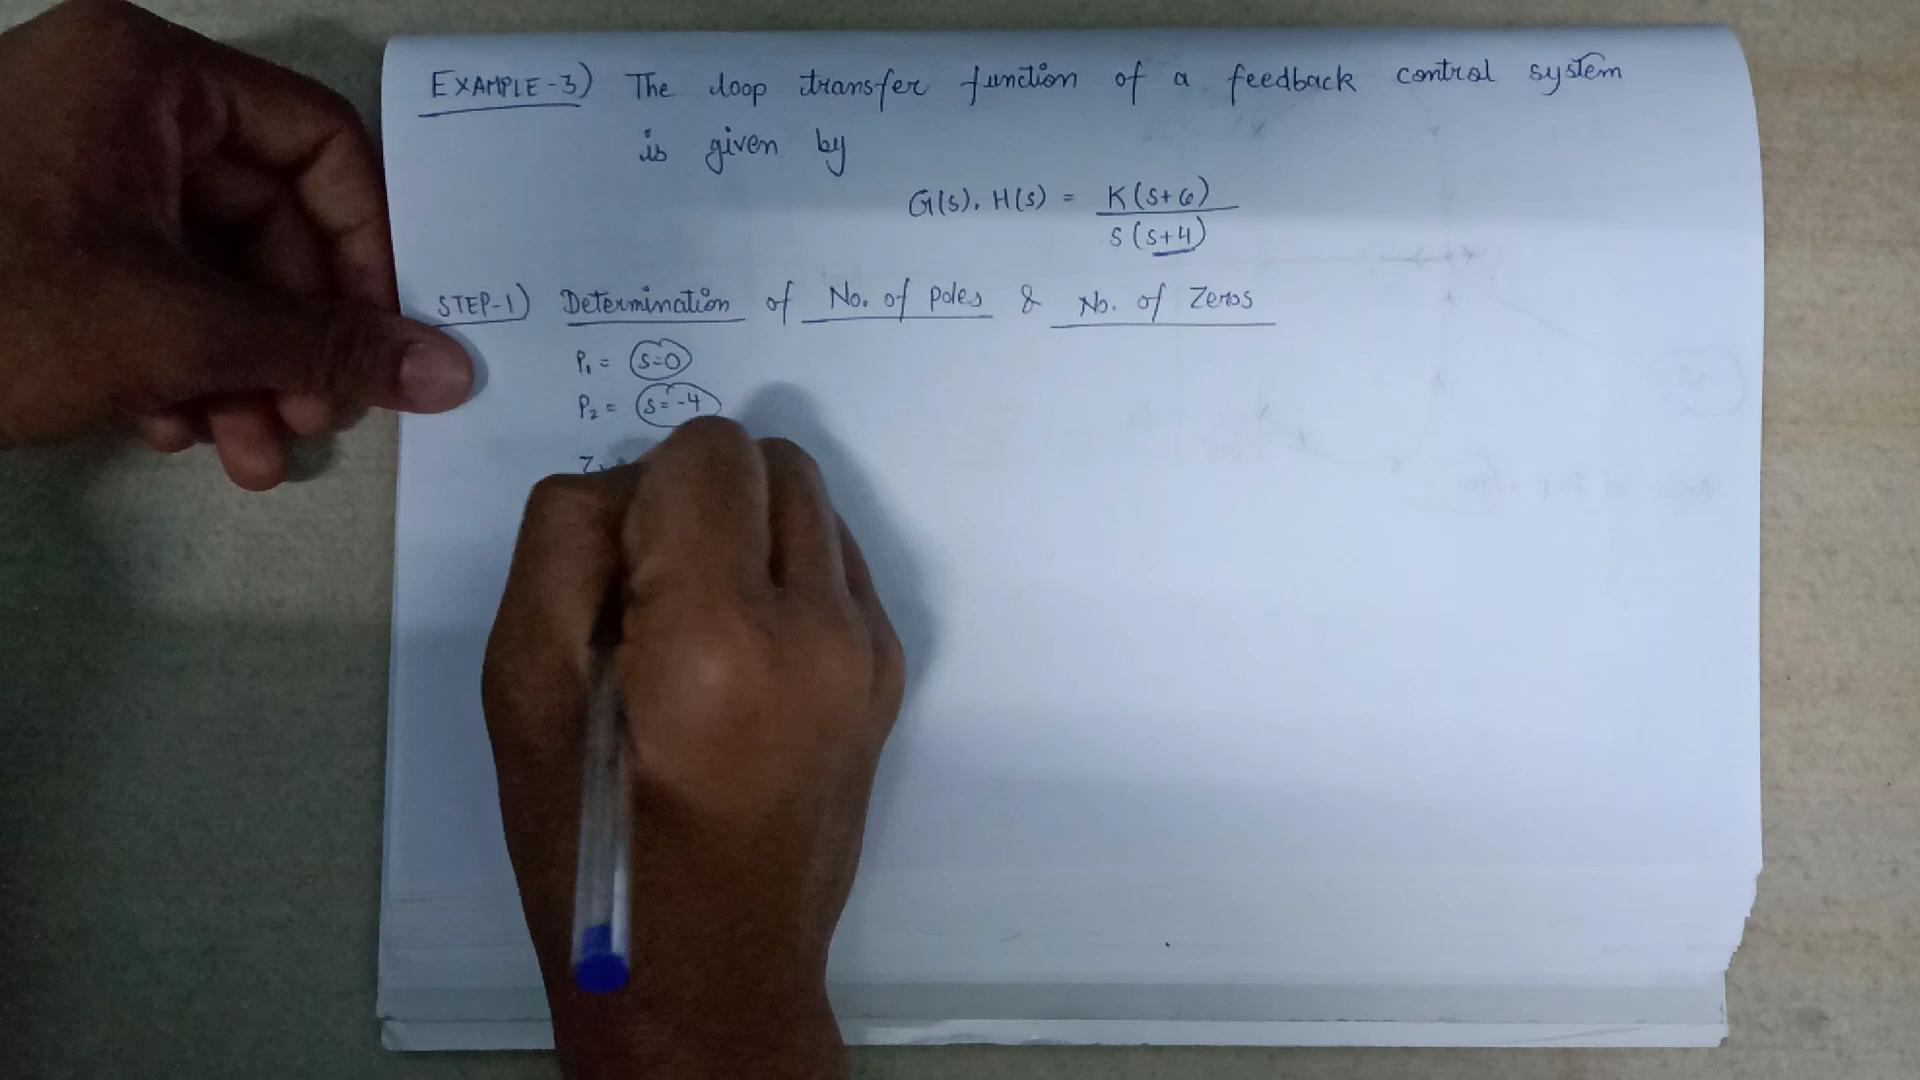 EXAMPLE-3) The loop transfer function of a feedback control system
is given by
G(s). H(s) = K(s+6)
s(s+4)
STEP-1) Determination of No. of poles & No. of zeros
P₁ = s=0
P₂ = s=-4
Z₁